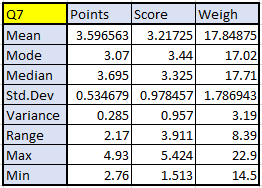 Q7 Points Score Weigh
Mean 3.596563 3.21725 17.84875
Mode 3.07 3.44 17.02
Median 3.695 3.325 17.71
Std.Dev 0.534679 0.978457 1.786943
Variance 0.285 0.957 3.19
Range 2.17 3.911 8.39
Max 4.93 5.424 22.9
Min 2.76 1.513 14.5